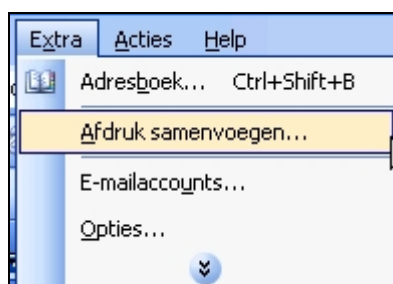 Extra Acties Help
Adresboek... Ctrl+Shift+B
Afdruk samenvoegen...
E-mailaccounts...
Opties...